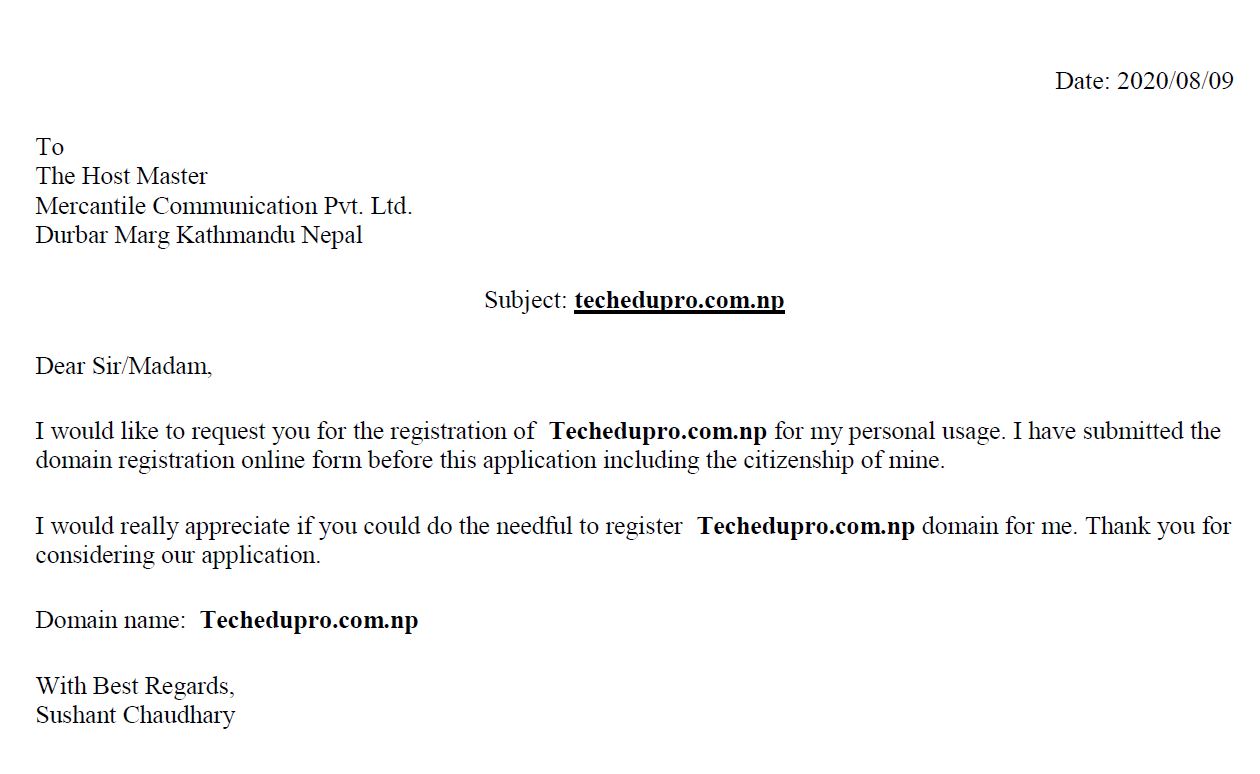 Date: 2020/08/09
To
The Host Master
Mercantile Communication Pvt. Ltd.
Durbar Marg Kathmandu Nepal
Subject: techedupro.com.np
Dear Sir/Madam,
I would like to request you for the registration of Techedupro.com.np for my personal usage. I have submitted the
domain registration online form before this application including the citizenship of mine.
I would really appreciate if you could do the needful to register Techedupro.com.np domain for me. Thank you for
considering our application.
Domain name: Techedupro.com.np
With Best Regards,
Sushant Chaudhary